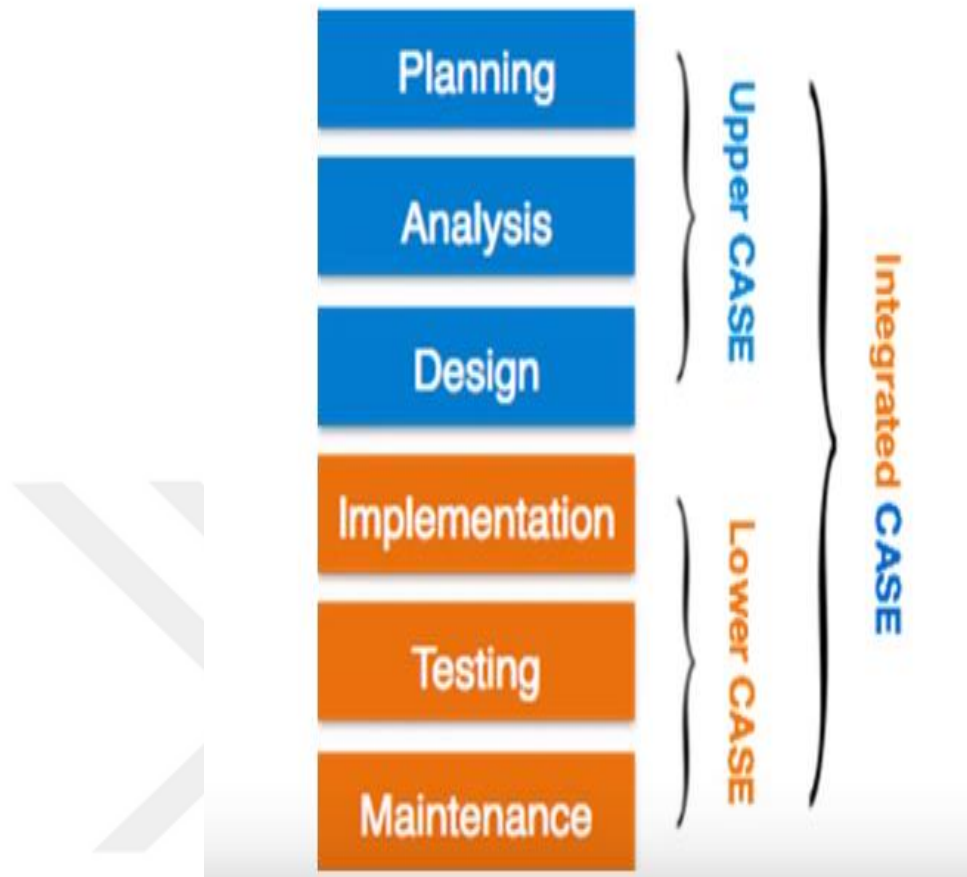 Planning
Analysis
Design
Implementation
Testing
Maintenance
Upper CASE
Lower CASE
Integrated CASE